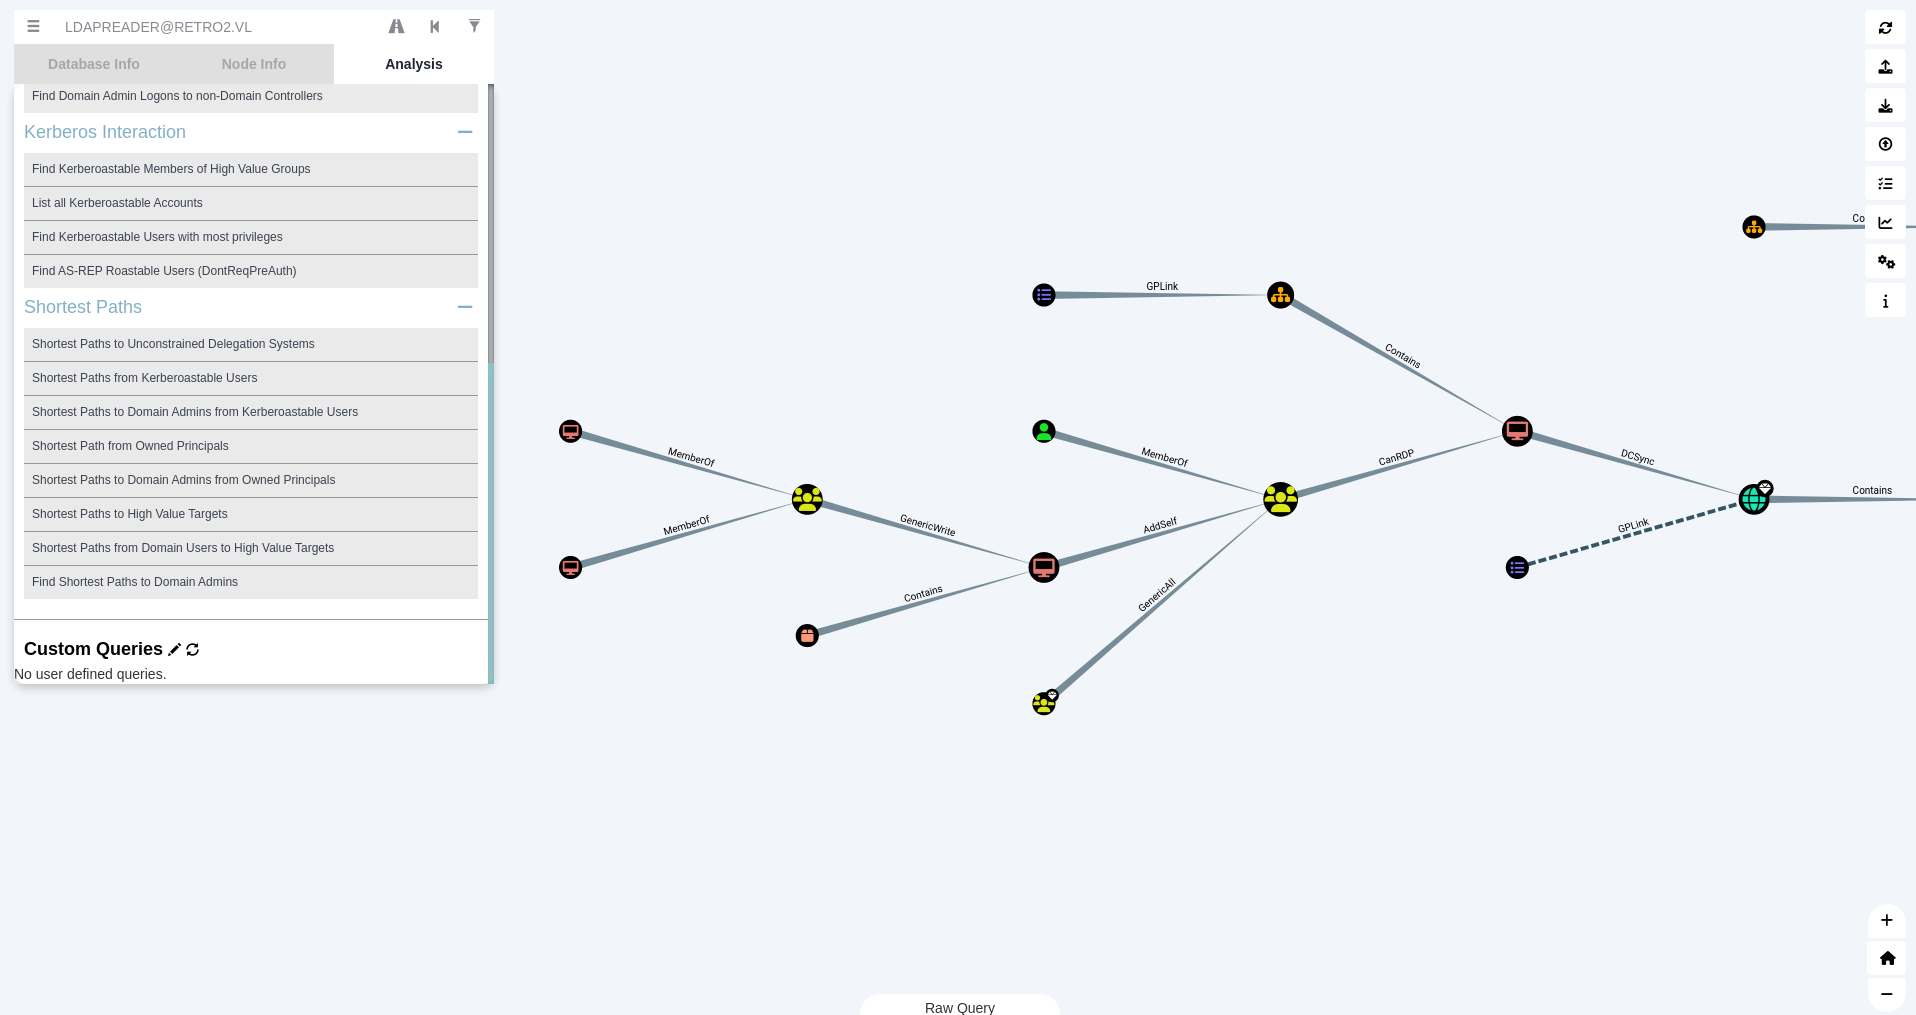 LDAPREADER@RETRO2.VL
Database Info
Node Info
Analysis
Find Domain Admin Logons to non-Domain Controllers
Kerberos Interaction
Find Kerberoastable Members of High Value Groups
List all Kerberoastable Accounts
Find Kerberoastable Users with most privileges
Find AS-REP Roastable Users (DontReqPreAuth)
Shortest Paths
Shortest Paths to Unconstrained Delegation Systems
Shortest Paths from Kerberoastable Users
Shortest Paths to Domain Admins from Kerberoastable Users
Shortest Path from Owned Principals
Shortest Paths to Domain Admins from Owned Principals
Shortest Paths to High Value Targets
Shortest Paths from Domain Users to High Value Targets
Find Shortest Paths to Domain Admins
Custom Queries
No user defined queries.
Co
GPLink
Contains
MemberOf
MemberOf
CanRDP
DCSync
Contains
MemberOf
GenericWrite
AddSelf
GPLink
Contains
GenericAll
Raw Query